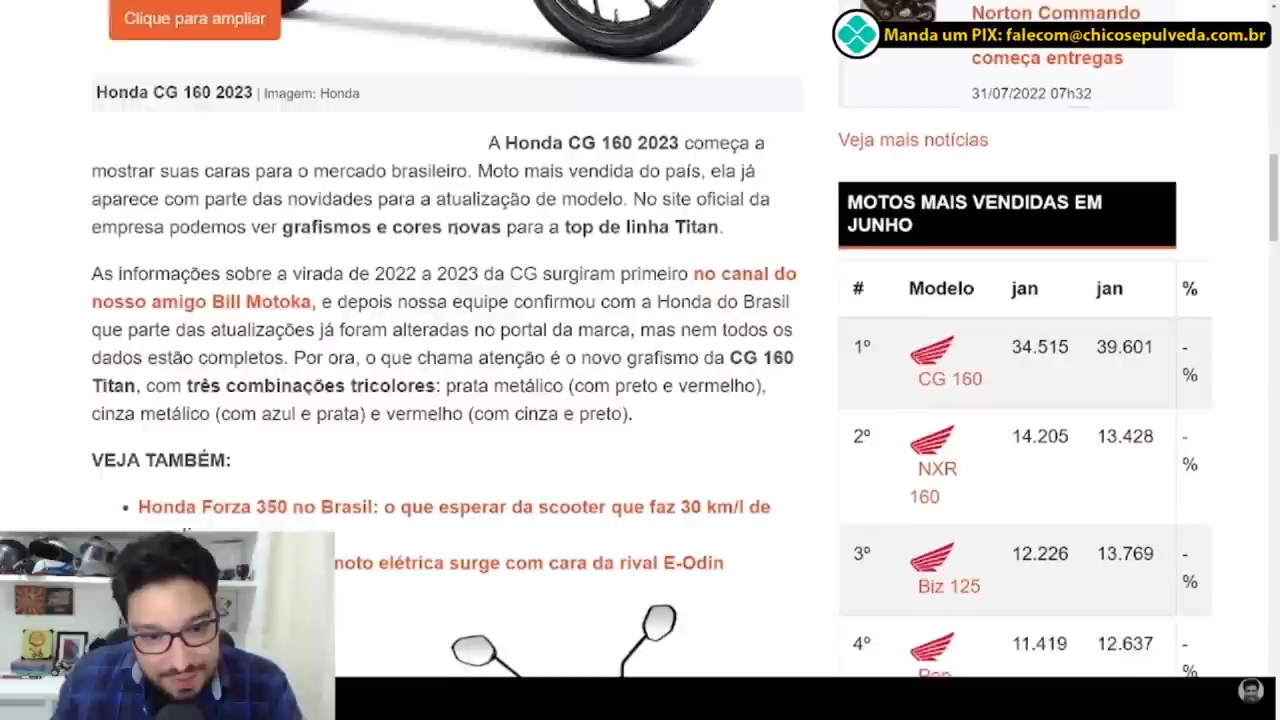 Clique para ampliar
Honda CG 160 2023 | Imagem: Honda
A Honda CG 160 2023 começa a
mostrar suas caras para o mercado brasileiro. Moto mais vendida do país, ela já
aparece com parte das novidades para a atualização de modelo. No site oficial da
empresa podemos ver grafismos e cores novas para a top de linha Titan.
As informações sobre a virada de 2022 a 2023 da CG surgiram primeiro no canal do
nosso amigo Bill Motoka, e depois nossa equipe confirmou com a Honda do Brasil
que parte das atualizações já foram alteradas no portal da marca, mas nem todos os
dados estão completos. Por ora, o que chama atenção é o novo grafismo da CG 160
Titan, com três combinações tricolores: prata metálico (com preto e vermelho),
cinza metálico (com azul e prata) e vermelho (com cinza e preto).
VEJA TAMBÉM:
• Honda Forza 350 no Brasil: o que esperar da scooter que faz 30 km/l de
moto elétrica surge com cara da rival E-Odin
Norton Commando
Manda um PIX: falecom@chicosepulveda.com.br
começa entregas
31/07/2022 07h32
Veja mais notícias
MOTOS MAIS VENDIDAS EM
JUNHO
# Modelo jan jan %
1º CG 160 34.515 39.601 - %
2º NXR 160 14.205 13.428 - %
3º Biz 125 12.226 13.769 - %
4º 11.419 12.637 - %